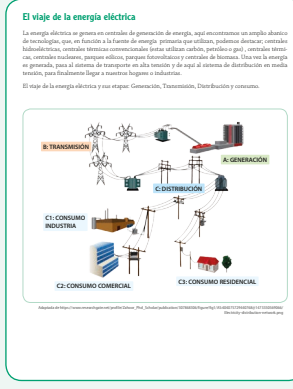 El viaje de la energía eléctrica
La energía eléctrica se genera en centrales de generación de energía, aquí encontramos un amplio abanico
de tecnologías, que, en función a la fuente de energía primaria que utilizan, podemos destacar; centrales
hidroeléctricas, centrales térmicas convencionales (estas utilizan carbón, petróleo o gas) , centrales térmi-
cas, centrales nucleares, parques eólicos, parques fotovoltaicos y centrales de biomasa. Una vez la energía
es generada, pasa al sistema de transporte en alta tensión y de aquí al sistema de distribución en media
tensión, para finalmente llegar a nuestros hogares o industrias.
El viaje de la energía eléctrica y sus etapas: Generación, Transmisión, Distribución y consumo.
B: TRANSMISIÓN
A: GENERACIÓN
C: DISTRIBUCIÓN
C1: CONSUMO
INDUSTRIA
C2: CONSUMO COMERCIAL
C3: CONSUMO RESIDENCIAL